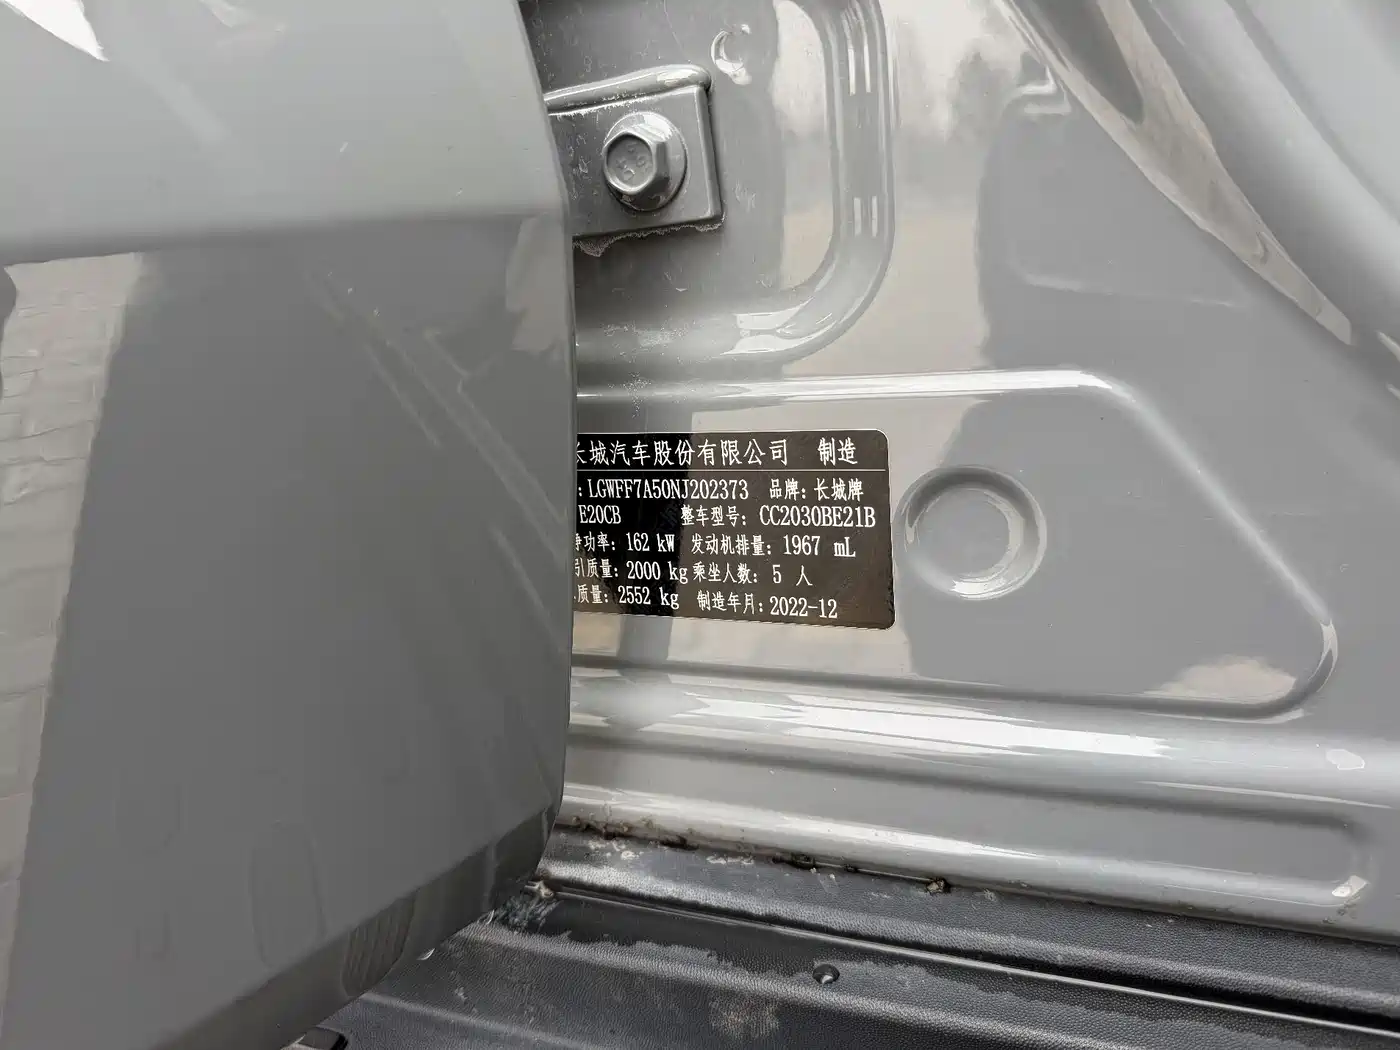 长城汽车股份有限公司 制造
: LGWFF7A50NJ202373 品牌: 长城牌
E20CB 整车型号: CC2030BE21B
净功率: 162 kW 发动机排量: 1967 mL
引质量: 2000 kg 乘坐人数: 5 人
质量: 2552 kg 制造年月: 2022-12